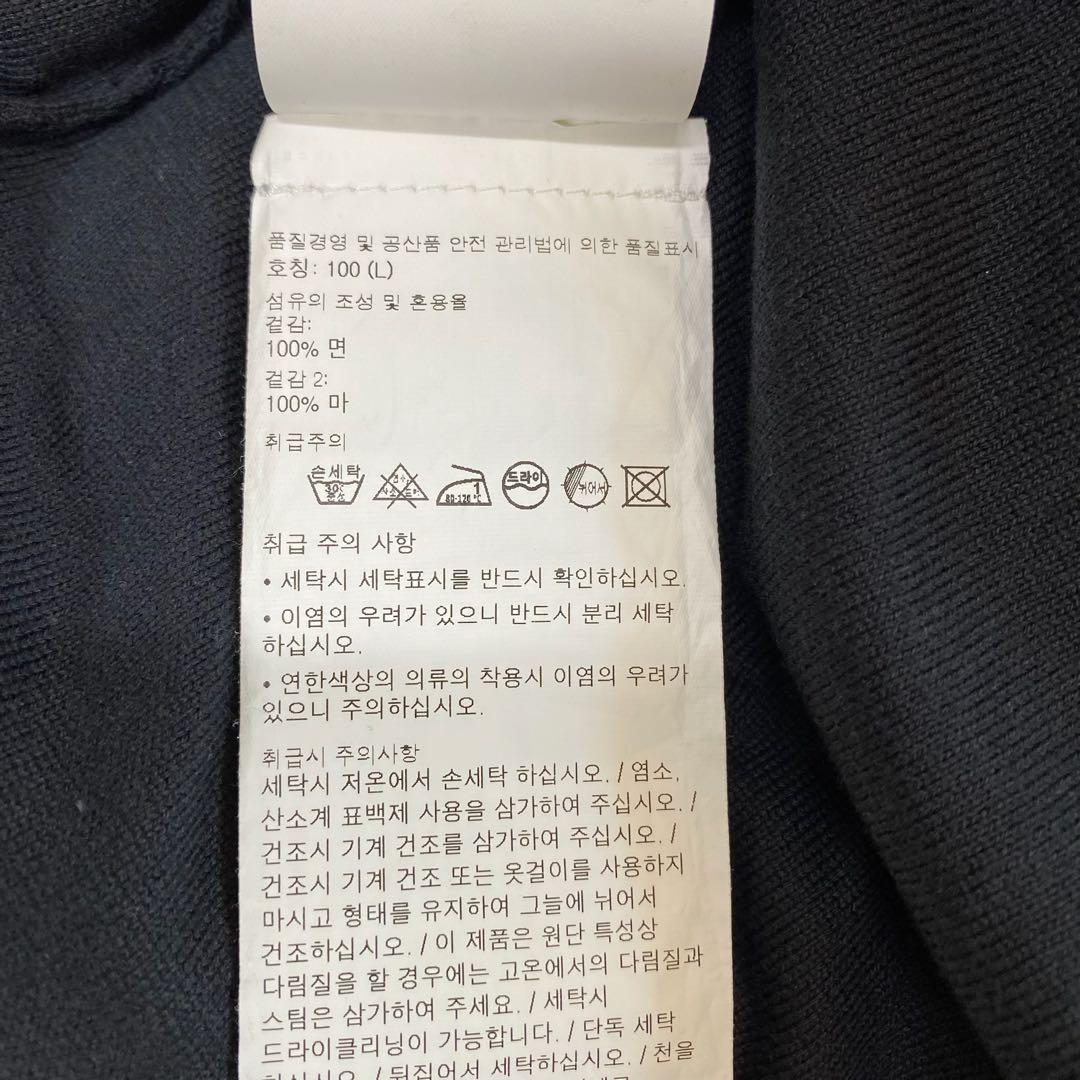 품질경영 및 공산품 안전 관리법에 의한 품질표시
호칭: 100 (L)
섬유의 조성 및 혼용율
겉감:
100% 면
겉감 2:
100% 마
취급주의
손세탁 30℃ 중성 염소, 산소표백 1 80-120℃ 드라이 뉘어서
취급 주의 사항
• 세탁시 세탁표시를 반드시 확인하십시오.
• 이염의 우려가 있으니 반드시 분리 세탁
하십시오.
• 연한색상의 의류의 착용시 이염의 우려가
있으니 주의하십시오.
취급시 주의사항
세탁시 저온에서 손세탁 하십시오. / 염소,
산소계 표백제 사용을 삼가하여 주십시오. /
건조시 기계 건조를 삼가하여 주십시오. /
건조시 기계 건조 또는 옷걸이를 사용하지
마시고 형태를 유지하여 그늘에 뉘어서
건조하십시오. / 이 제품은 원단 특성상
다림질을 할 경우에는 고온에서의 다림질과
스팀은 삼가하여 주세요. / 세탁시
드라이클리닝이 가능합니다. / 단독 세탁
하십시오. / 뒤집어서 세탁하십시오. / 천을